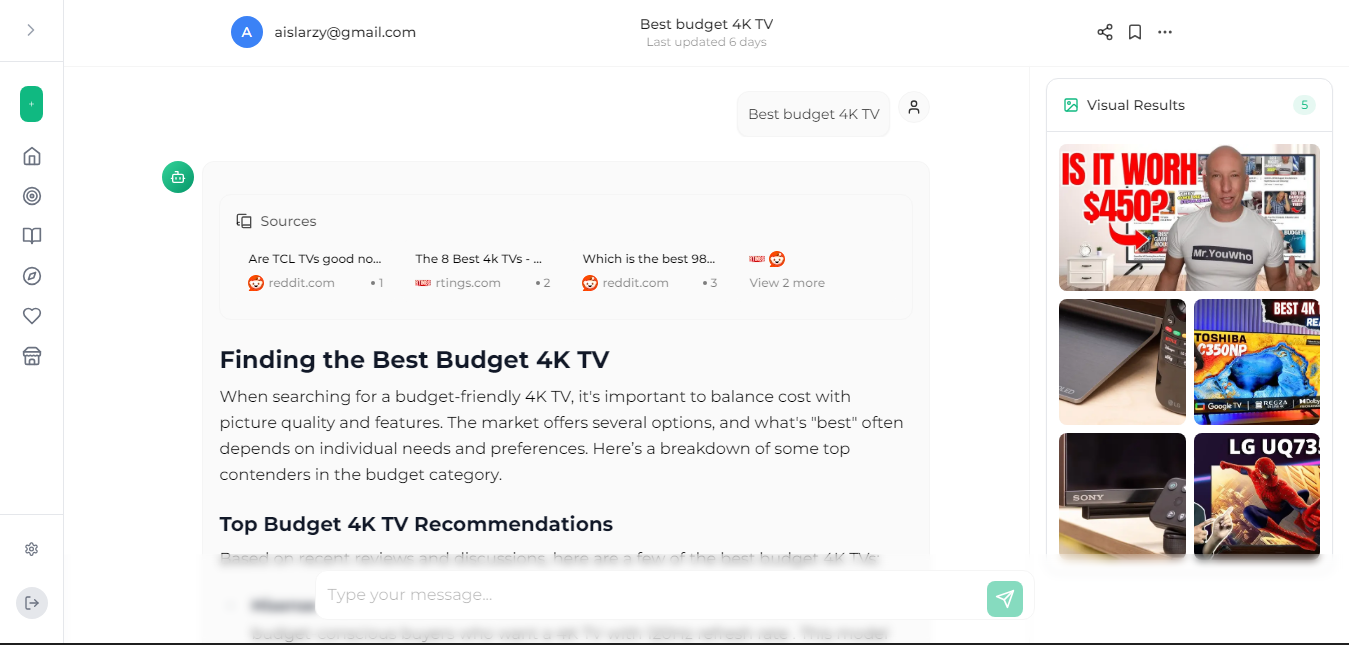 A
aislarzy@gmail.com
Best budget 4K TV
Last updated 6 days
Best budget 4K TV
Sources
Are TCL TVs good no...
reddit.com
• 1
The 8 Best 4k TVs - ...
rtings.com
• 2
Which is the best 98...
reddit.com
• 3
View 2 more
Finding the Best Budget 4K TV
When searching for a budget-friendly 4K TV, it's important to balance cost with
picture quality and features. The market offers several options, and what's "best" often
depends on individual needs and preferences. Here’s a breakdown of some top
contenders in the budget category.
Top Budget 4K TV Recommendations
Based on recent reviews and discussions, here are a few of the best budget 4K TVs:
budget-conscious buyers who want a 4K TV with 120Hz refresh rate. This model
Type your message...
Visual Results
5
IS IT WORH
$450?
Mr.YouWho
BEST 4K
TOSHIBA
C350NP
Google TV
REGZA
Dolby
SONY
LG UQ73